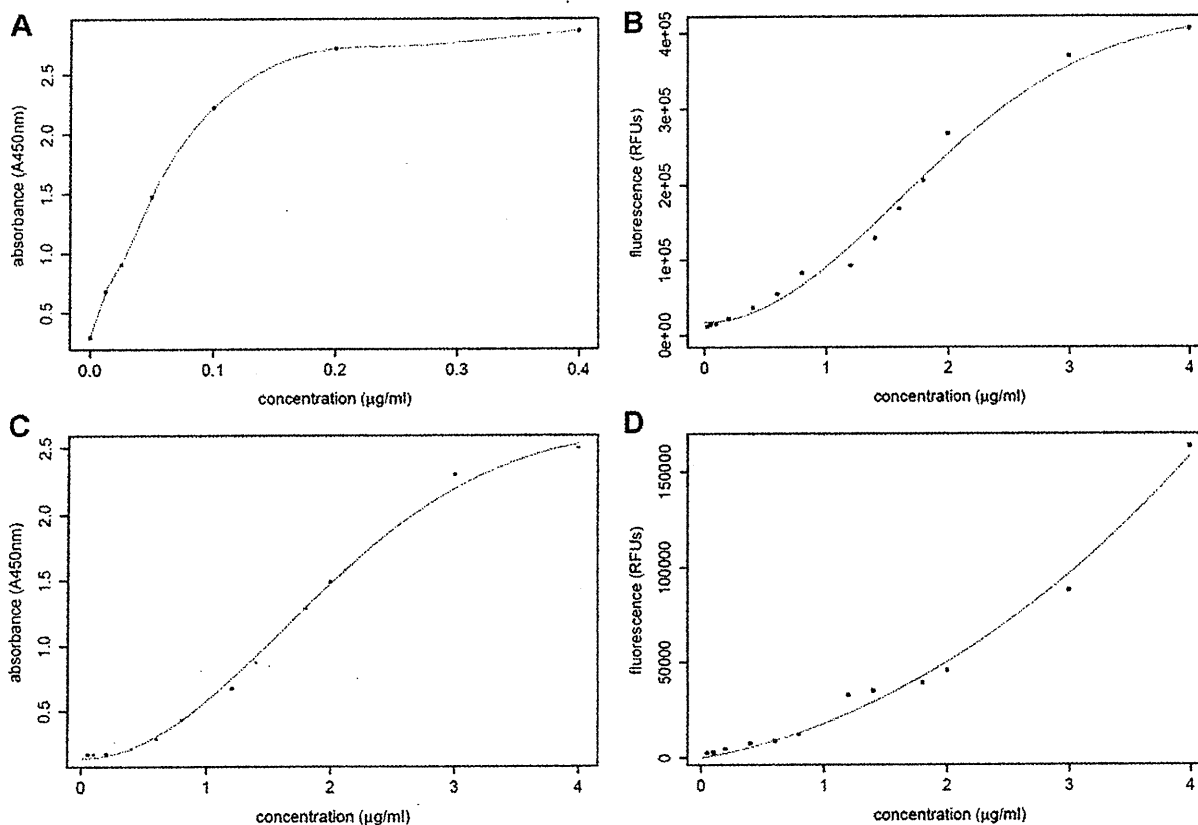 A
absorbance (A450nm)
2.5
2.0
1.5
1.0
0.5
0.0 0.1 0.2 0.3 0.4
concentration (µg/ml)
B
fluorescence (RFUs)
4e+05
3e+05
2e+05
1e+05
0e+00
0 1 2 3 4
concentration (µg/ml)
C
absorbance (A450nm)
2.5
2.0
1.5
1.0
0.5
0 1 2 3 4
concentration (µg/ml)
D
fluorescence (RFUs)
150000
100000
50000
0
0 1 2 3 4
concentration (µg/ml)